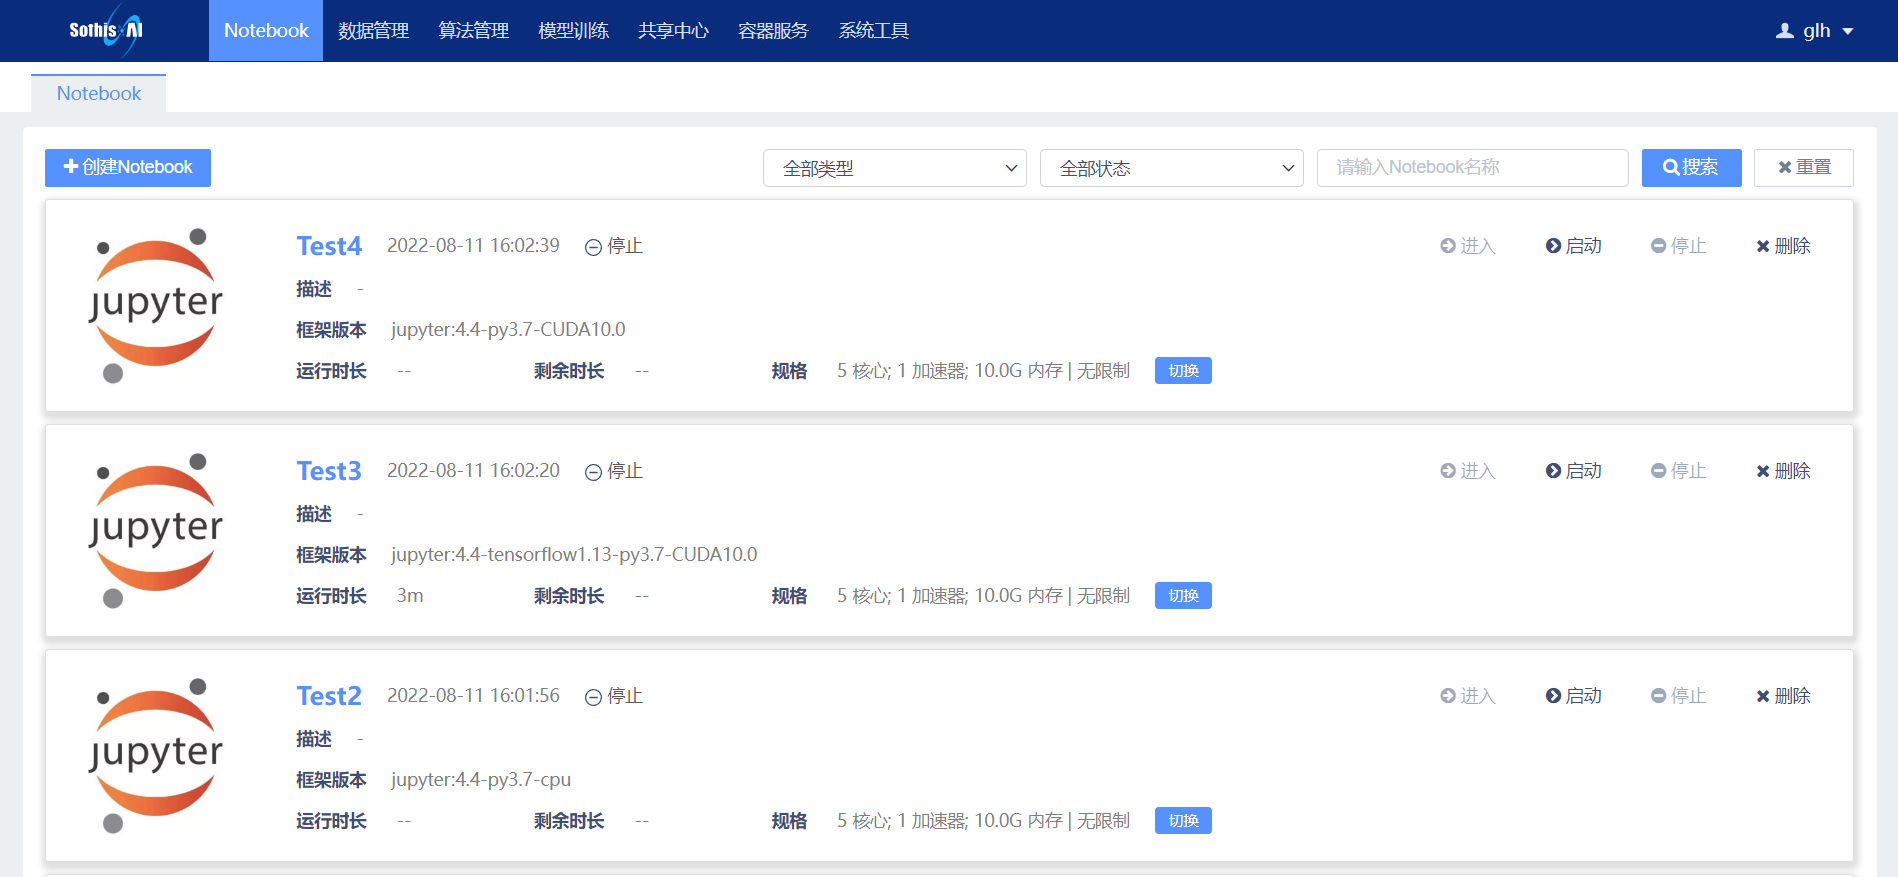 Sothis AI Notebook 数据管理 算法管理 模型训练 共享中心 容器服务 系统工具 glh
Notebook
创建Notebook 全部类型 全部状态 请输入Notebook名称 搜索 重置
Test4 2022-08-11 16:02:39 停止 进入 启动 停止 删除
描述 -
jupyter
框架版本 jupyter:4.4-py3.7-CUDA10.0
运行时长 -- 剩余时长 -- 规格 5 核心; 1 加速器; 10.0G 内存 | 无限制 切换
Test3 2022-08-11 16:02:20 停止 进入 启动 停止 删除
描述 -
jupyter
框架版本 jupyter:4.4-tensorflow1.13-py3.7-CUDA10.0
运行时长 3m 剩余时长 -- 规格 5 核心; 1 加速器; 10.0G 内存 | 无限制 切换
Test2 2022-08-11 16:01:56 停止 进入 启动 停止 删除
描述 -
jupyter
框架版本 jupyter:4.4-py3.7-cpu
运行时长 -- 剩余时长 -- 规格 5 核心; 1 加速器; 10.0G 内存 | 无限制 切换